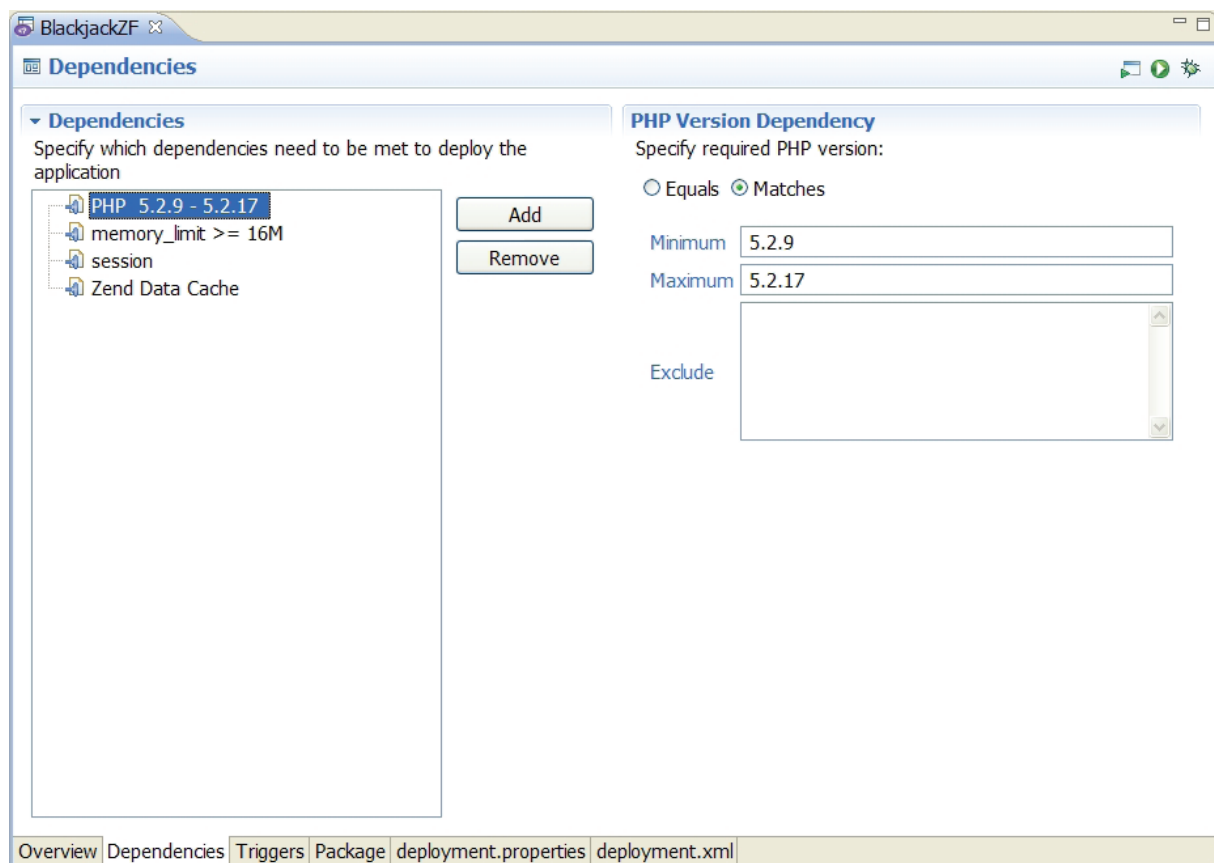 BlackjackZF
Dependencies
Dependencies
Specify which dependencies need to be met to deploy the
application
PHP 5.2.9 - 5.2.17
memory_limit >= 16M
session
Zend Data Cache
Add
Remove
PHP Version Dependency
Specify required PHP version:
Equals Matches
Minimum 5.2.9
Maximum 5.2.17
Exclude
Overview Dependencies Triggers Package deployment.properties deployment.xml